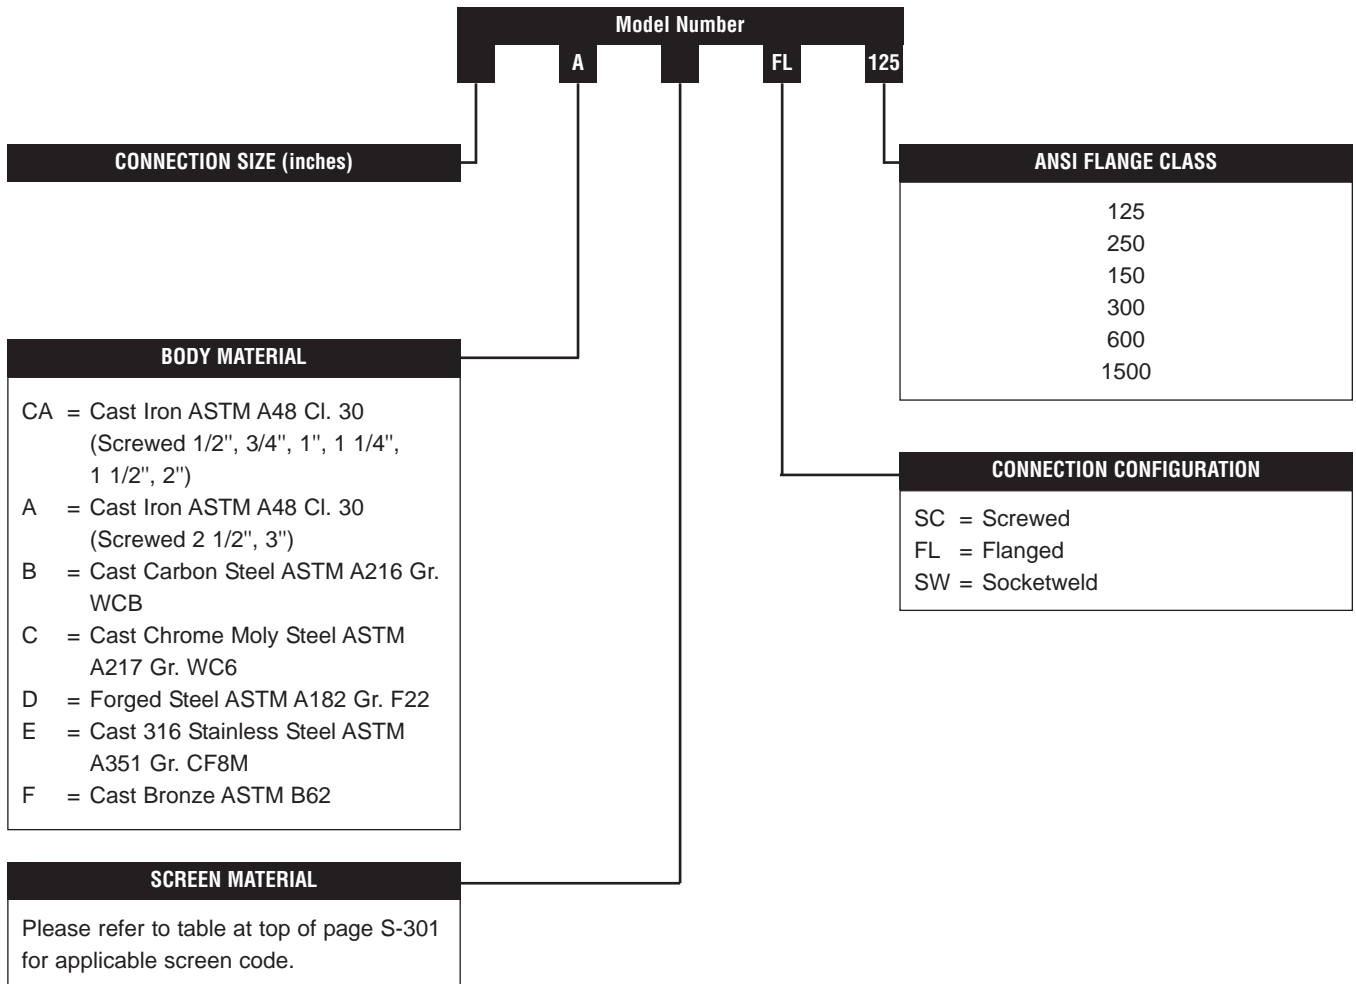 Model Number
A FL 125
CONNECTION SIZE (inches)
ANSI FLANGE CLASS
125
250
150
300
600
1500
BODY MATERIAL
CA = Cast Iron ASTM A48 Cl. 30
(Screwed 1/2", 3/4", 1", 1 1/4",
1 1/2", 2")
A = Cast Iron ASTM A48 Cl. 30
(Screwed 2 1/2", 3")
B = Cast Carbon Steel ASTM A216 Gr.
WCB
C = Cast Chrome Moly Steel ASTM
A217 Gr. WC6
D = Forged Steel ASTM A182 Gr. F22
E = Cast 316 Stainless Steel ASTM
A351 Gr. CF8M
F = Cast Bronze ASTM B62
CONNECTION CONFIGURATION
SC = Screwed
FL = Flanged
SW = Socketweld
SCREEN MATERIAL
Please refer to table at top of page S-301
for applicable screen code.